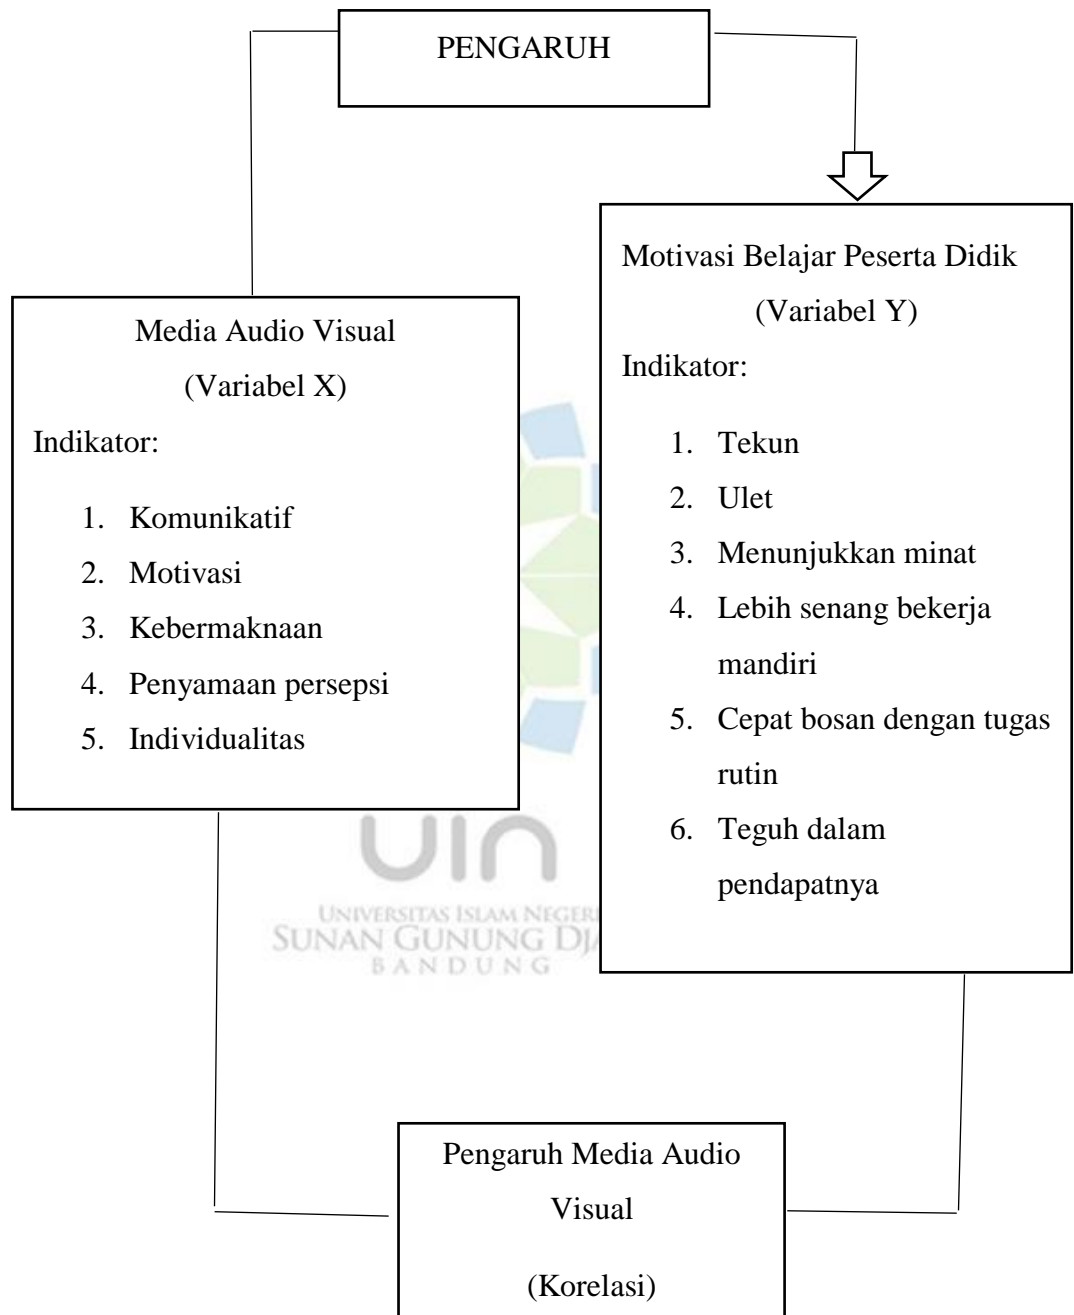 PENGARUH
Media Audio Visual
(Variabel X)
Indikator:
1. Komunikatif
2. Motivasi
3. Kebermaknaan
4. Penyamaan persepsi
5. Individualitas
Motivasi Belajar Peserta Didik
(Variabel Y)
Indikator:
1. Tekun
2. Ulet
3. Menunjukkan minat
4. Lebih senang bekerja
mandiri
5. Cepat bosan dengan tugas
rutin
6. Teguh dalam
pendapatnya
uin
UNIVERSITAS ISLAM NEGERI
SUNAN GUNUNG
BANDUNG
Pengaruh Media Audio
Visual
(Korelasi)